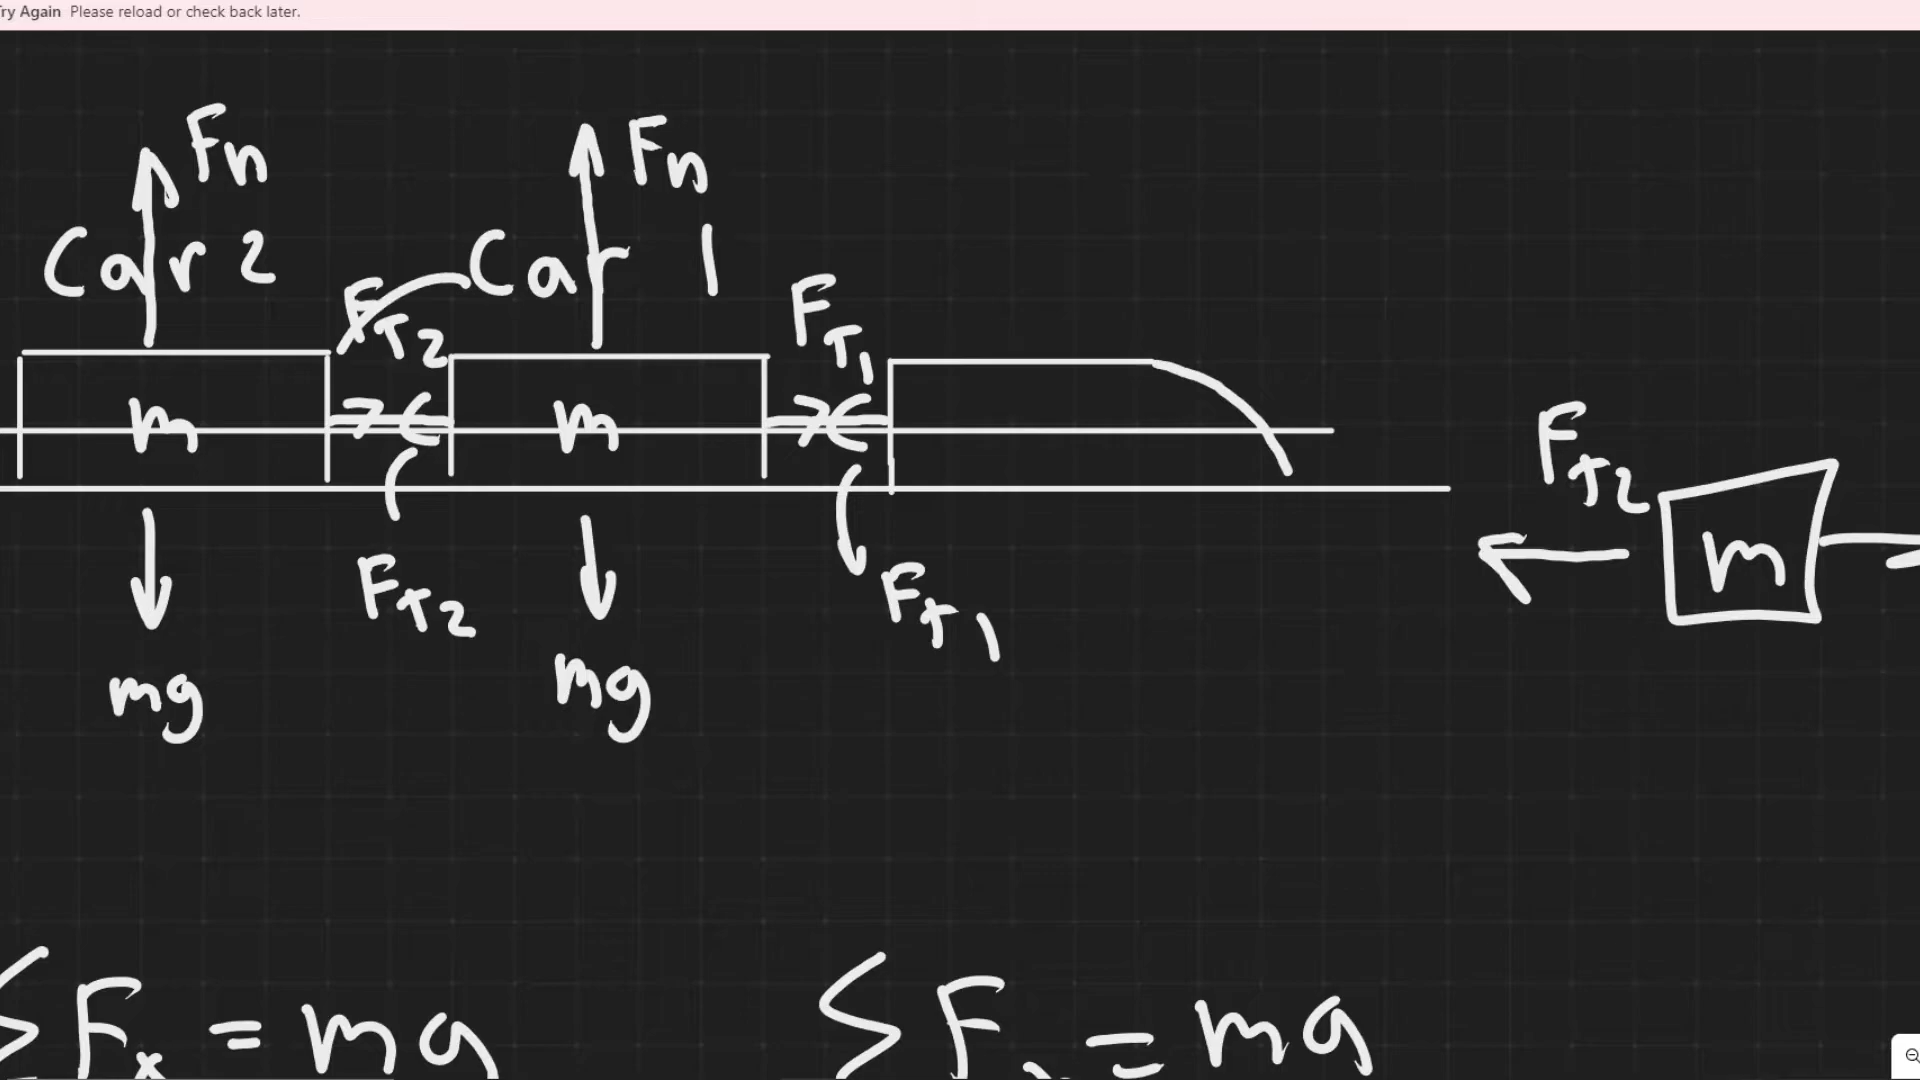 Try Again Please reload or check back later.
Fn Fn
Car 2 Car 1
FT2 FT1
m m
Ft2
m
Ft2 Ft1
mg mg
ΣFx = ma ΣF = ma